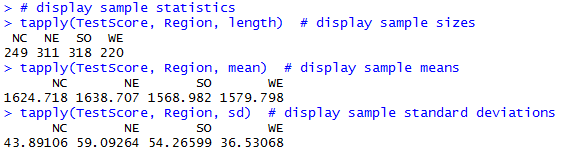 > # display sample statistics
> tapply(TestScore, Region, length)  # display sample sizes
 NC  NE  SO  WE
249 311 318 220
> tapply(TestScore, Region, mean)  # display sample means
      NC       NE       SO       WE
1624.718 1638.707 1568.982 1579.798
> tapply(TestScore, Region, sd)  # display sample standard deviations
      NC       NE       SO       WE
43.89106 59.09264 54.26599 36.53068